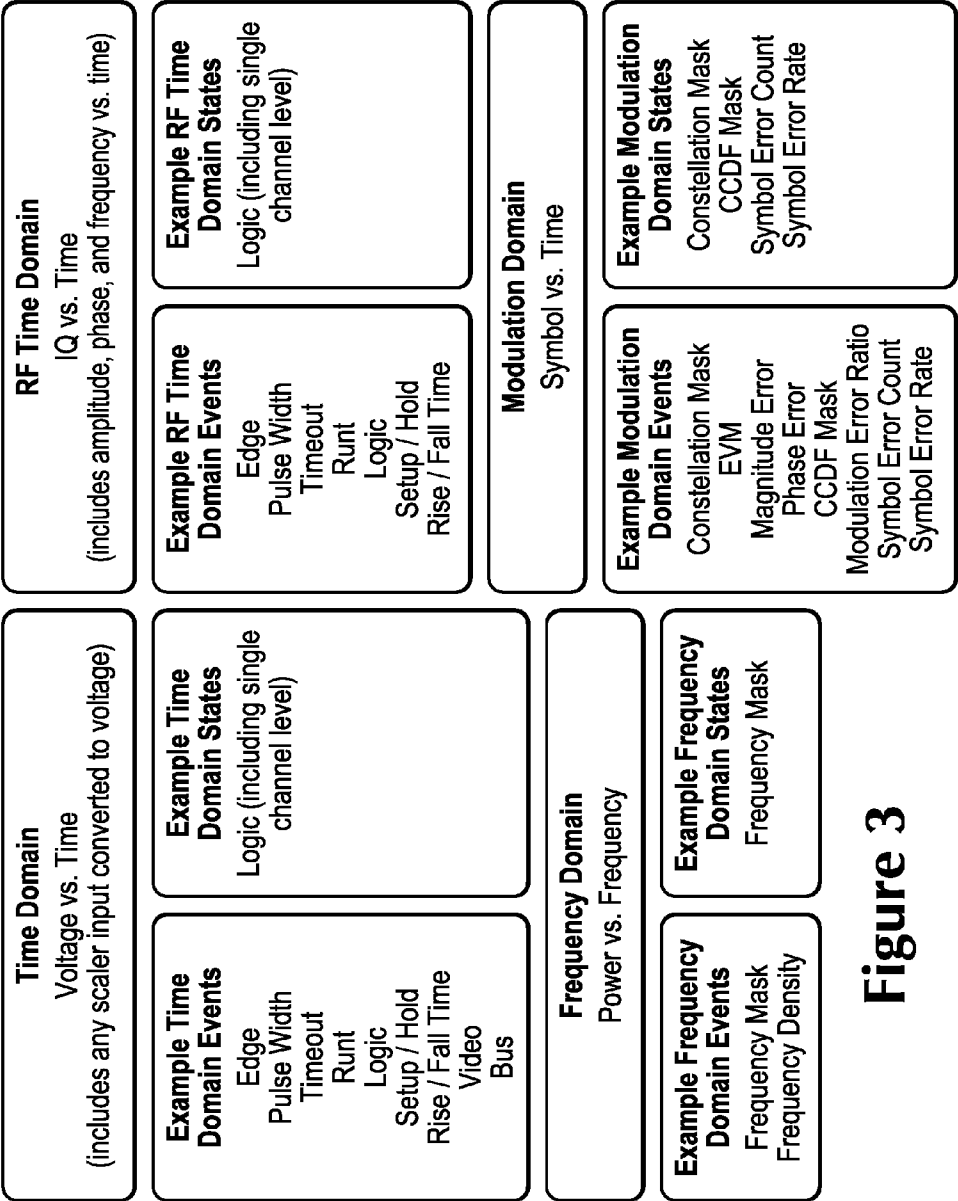 Time Domain
Voltage vs. Time
(includes any scaler input converted to voltage)
Example Time
Domain Events
Edge
Pulse Width
Timeout
Runt
Logic
Setup / Hold
Rise / Fall Time
Video
Bus
Example Time
Domain States
Logic (including single
channel level)
Frequency Domain
Power vs. Frequency
Example Frequency
Domain Events
Frequency Mask
Frequency Density
Example Frequency
Domain States
Frequency Mask
RF Time Domain
IQ vs. Time
(includes amplitude, phase, and frequency vs. time)
Example RF Time
Domain Events
Edge
Pulse Width
Timeout
Runt
Logic
Setup / Hold
Rise / Fall Time
Example RF Time
Domain States
Logic (including single
channel level)
Modulation Domain
Symbol vs. Time
Example Modulation
Domain Events
Constellation Mask
EVM
Magnitude Error
Phase Error
CCDF Mask
Modulation Error Ratio
Symbol Error Count
Symbol Error Rate
Example Modulation
Domain States
Constellation Mask
CCDF Mask
Symbol Error Count
Symbol Error Rate
Figure 3